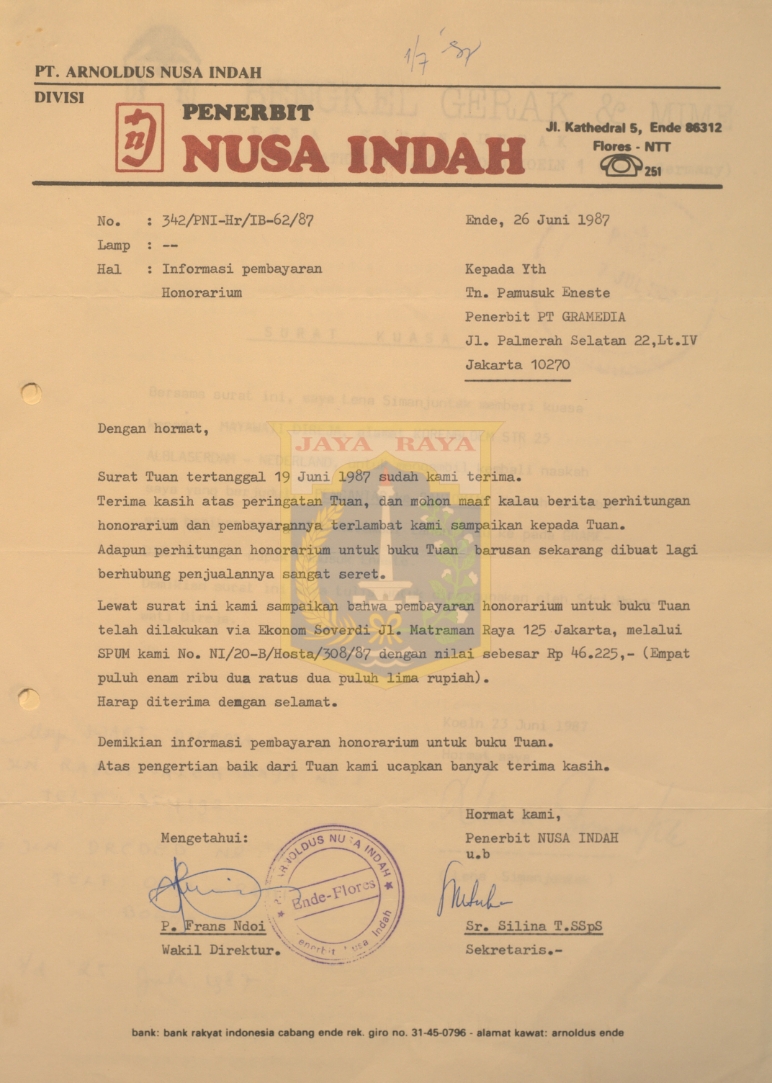 1/7
PT. ARNOLDUS NUSA INDAH
DIVISI
PENERBIT
NUSA INDAH
Jl. Kathedral 5, Ende 86312
Flores - NTT
251
No. : 342/PNI-Hr/IB-62/87
Ende, 26 Juni 1987
Lamp : --
Hal : Informasi pembayaran
Honorarium
Kepada Yth
Tn. Pamusuk Eneste
Penerbit PT GRAMEDIA
Jl. Palmerah Selatan 22,Lt.IV
Jakarta 10270
SURAT KUASA
Dengan hormat,
JAYA RAYA
Surat Tuan tertanggal 19 Juni 1987 sudah kami terima.
Terima kasih atas peringatan Tuan, dan mohon maaf kalau berita perhitungan
honorarium dan pembayarannya terlambat kami sampaikan kepada Tuan.
Adapun perhitungan honorarium untuk buku Tuan barusan sekarang dibuat lagi
berhubung penjualannya sangat seret.
Lewat surat ini kami sampaikan bahwa pembayaran honorarium untuk buku Tuan
telah dilakukan via Ekonom Soverdi Jl. Matraman Raya 125 Jakarta, melalui
SPUM kami No. NI/20-B/Hosta/308/87 dengan nilai sebesar Rp 46.225,- (Empat
puluh enam ribu dua ratus dua puluh lima rupiah).
Harap diterima dengan selamat.
Demikian informasi pembayaran honorarium untuk buku Tuan.
Atas pengertian baik dari Tuan kami ucapkan banyak terima kasih.
Hormat kami,
Mengetahui:
Penerbit NUSA INDAH
u.b
ARNOLDUS NUSA INDAH
Ende-Flores
Penerbit Nusa Indah
P. Frans Ndoi
Wakil Direktur.
Sr. Silina T.SSpS
Sekretaris.-
bank: bank rakyat indonesia cabang ende rek. giro no. 31-45-0796 - alamat kawat: arnoldus ende